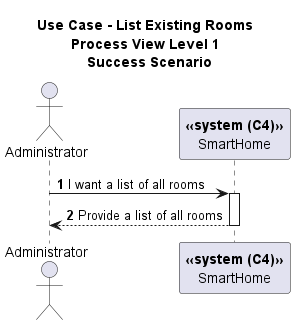 Use Case - List Existing Rooms
Process View Level 1
Success Scenario
Administrator
«system (C4)»
SmartHome
1 I want a list of all rooms
2 Provide a list of all rooms
Administrator
«system (C4)»
SmartHome